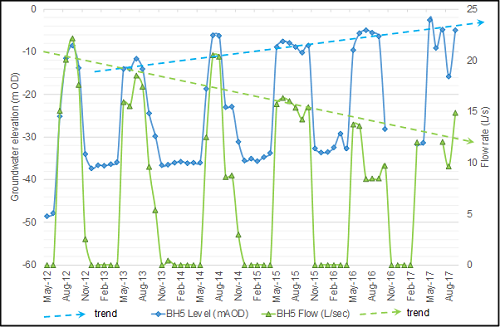 0
-10
-20
-30
-40
-50
-60
Groundwater elevation (m OD)
25
20
15
10
5
0
Flow rate (L/s)
May-12
Aug-12
Nov-12
Feb-13
May-13
Aug-13
Nov-13
Feb-14
May-14
Aug-14
Nov-14
Feb-15
May-15
Aug-15
Nov-15
Feb-16
May-16
Aug-16
Nov-16
Feb-17
May-17
Aug-17
trend BH5 Level (mAOD) BH5 Flow (L/sec) trend